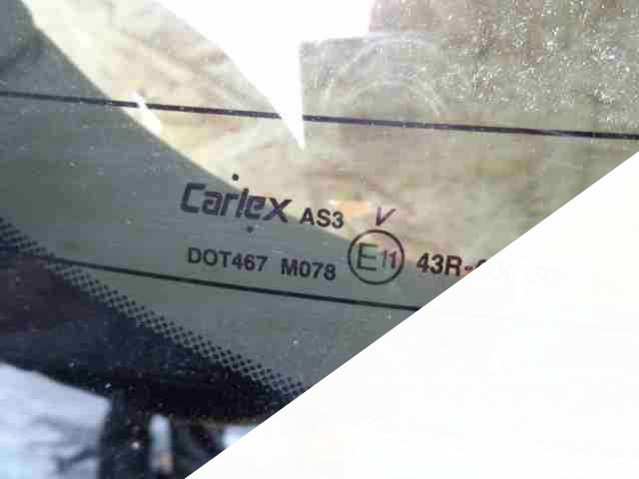 Carlex AS3 V
DOT467 M078 E11 43R-